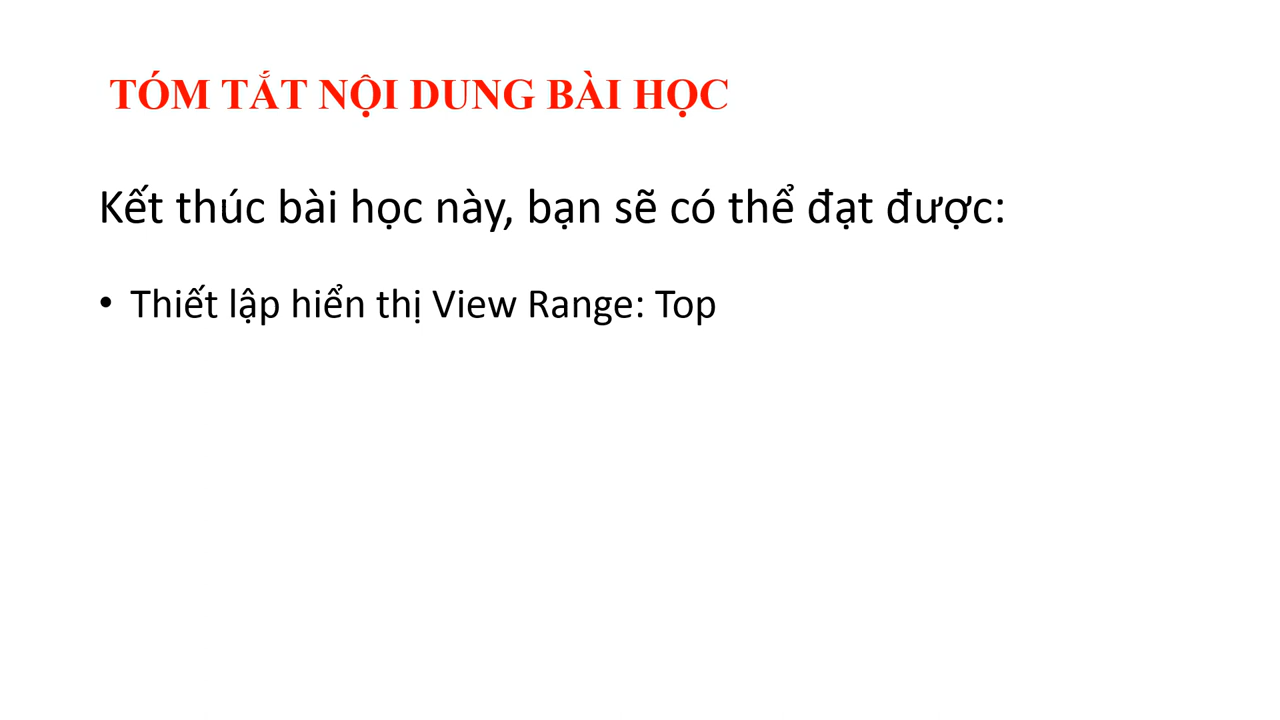 TÓM TẮT NỘI DUNG BÀI HỌC
Kết thúc bài học này, bạn sẽ có thể đạt được:
• Thiết lập hiển thị View Range: Top